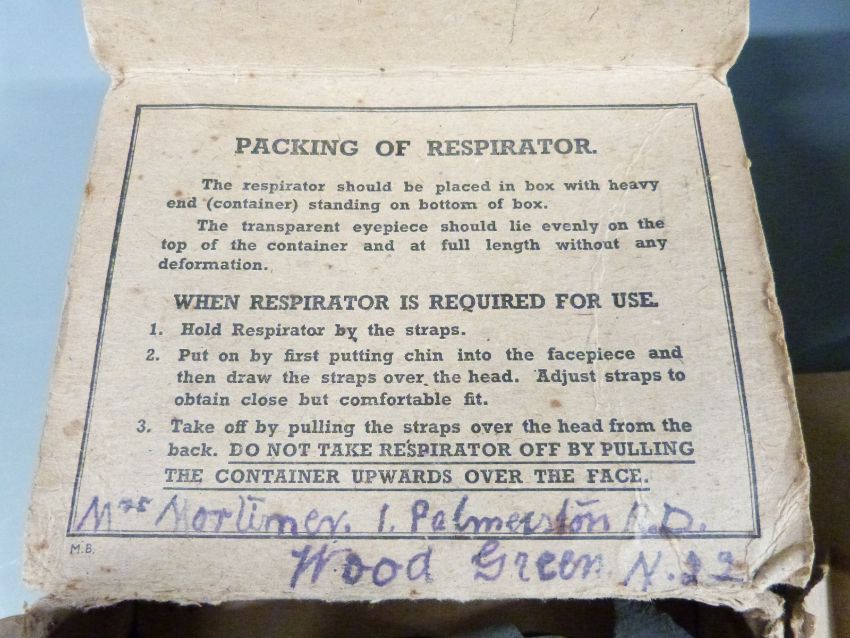 PACKING OF RESPIRATOR.
The respirator should be placed in box with heavy
end (container) standing on bottom of box.
The transparent eyepiece should lie evenly on the
top of the container and at full length without any
deformation.
WHEN RESPIRATOR IS REQUIRED FOR USE.
1. Hold Respirator by the straps.
2. Put on by first putting chin into the facepiece and
then draw the straps over the head. Adjust straps to
obtain close but comfortable fit.
3. Take off by pulling the straps over the head from the
back. DO NOT TAKE RESPIRATOR OFF BY PULLING
THE CONTAINER UPWARDS OVER THE FACE.
Mrs Mortimer. 1. Palmerston R.D.
M.B.
Wood Green N.22